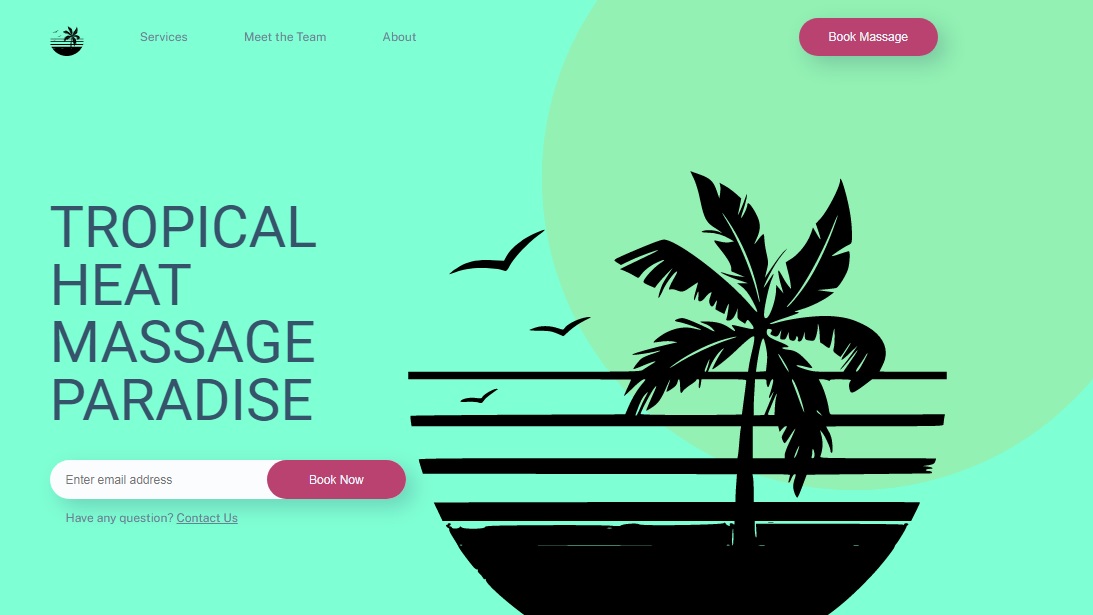 Services
Meet the Team
About
Book Massage
TROPICAL
HEAT
MASSAGE
PARADISE
Enter email address
Book Now
Have any question? Contact Us